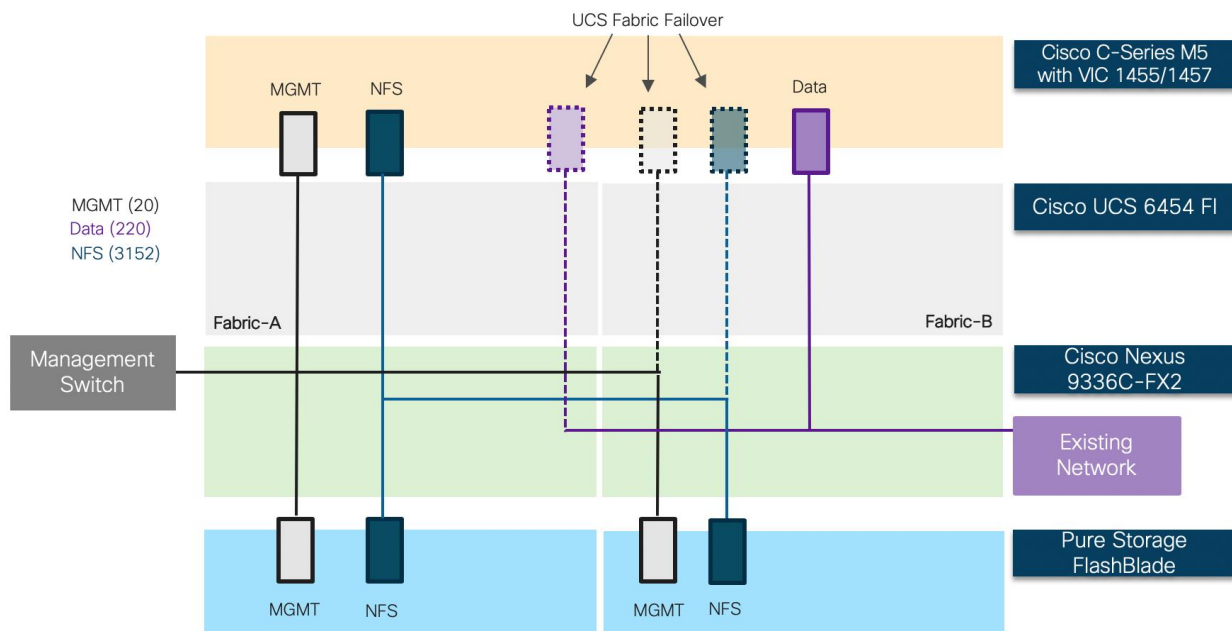 UCS Fabric Failover
Cisco C-Series M5
with VIC 1455/1457
MGMT
NFS
Data
MGMT (20)
Data (220)
NFS (3152)
Cisco UCS 6454 FI
Fabric-A
Fabric-B
Management
Switch
Cisco Nexus
9336C-FX2
Existing
Network
Pure Storage
FlashBlade
MGMT
NFS
MGMT
NFS